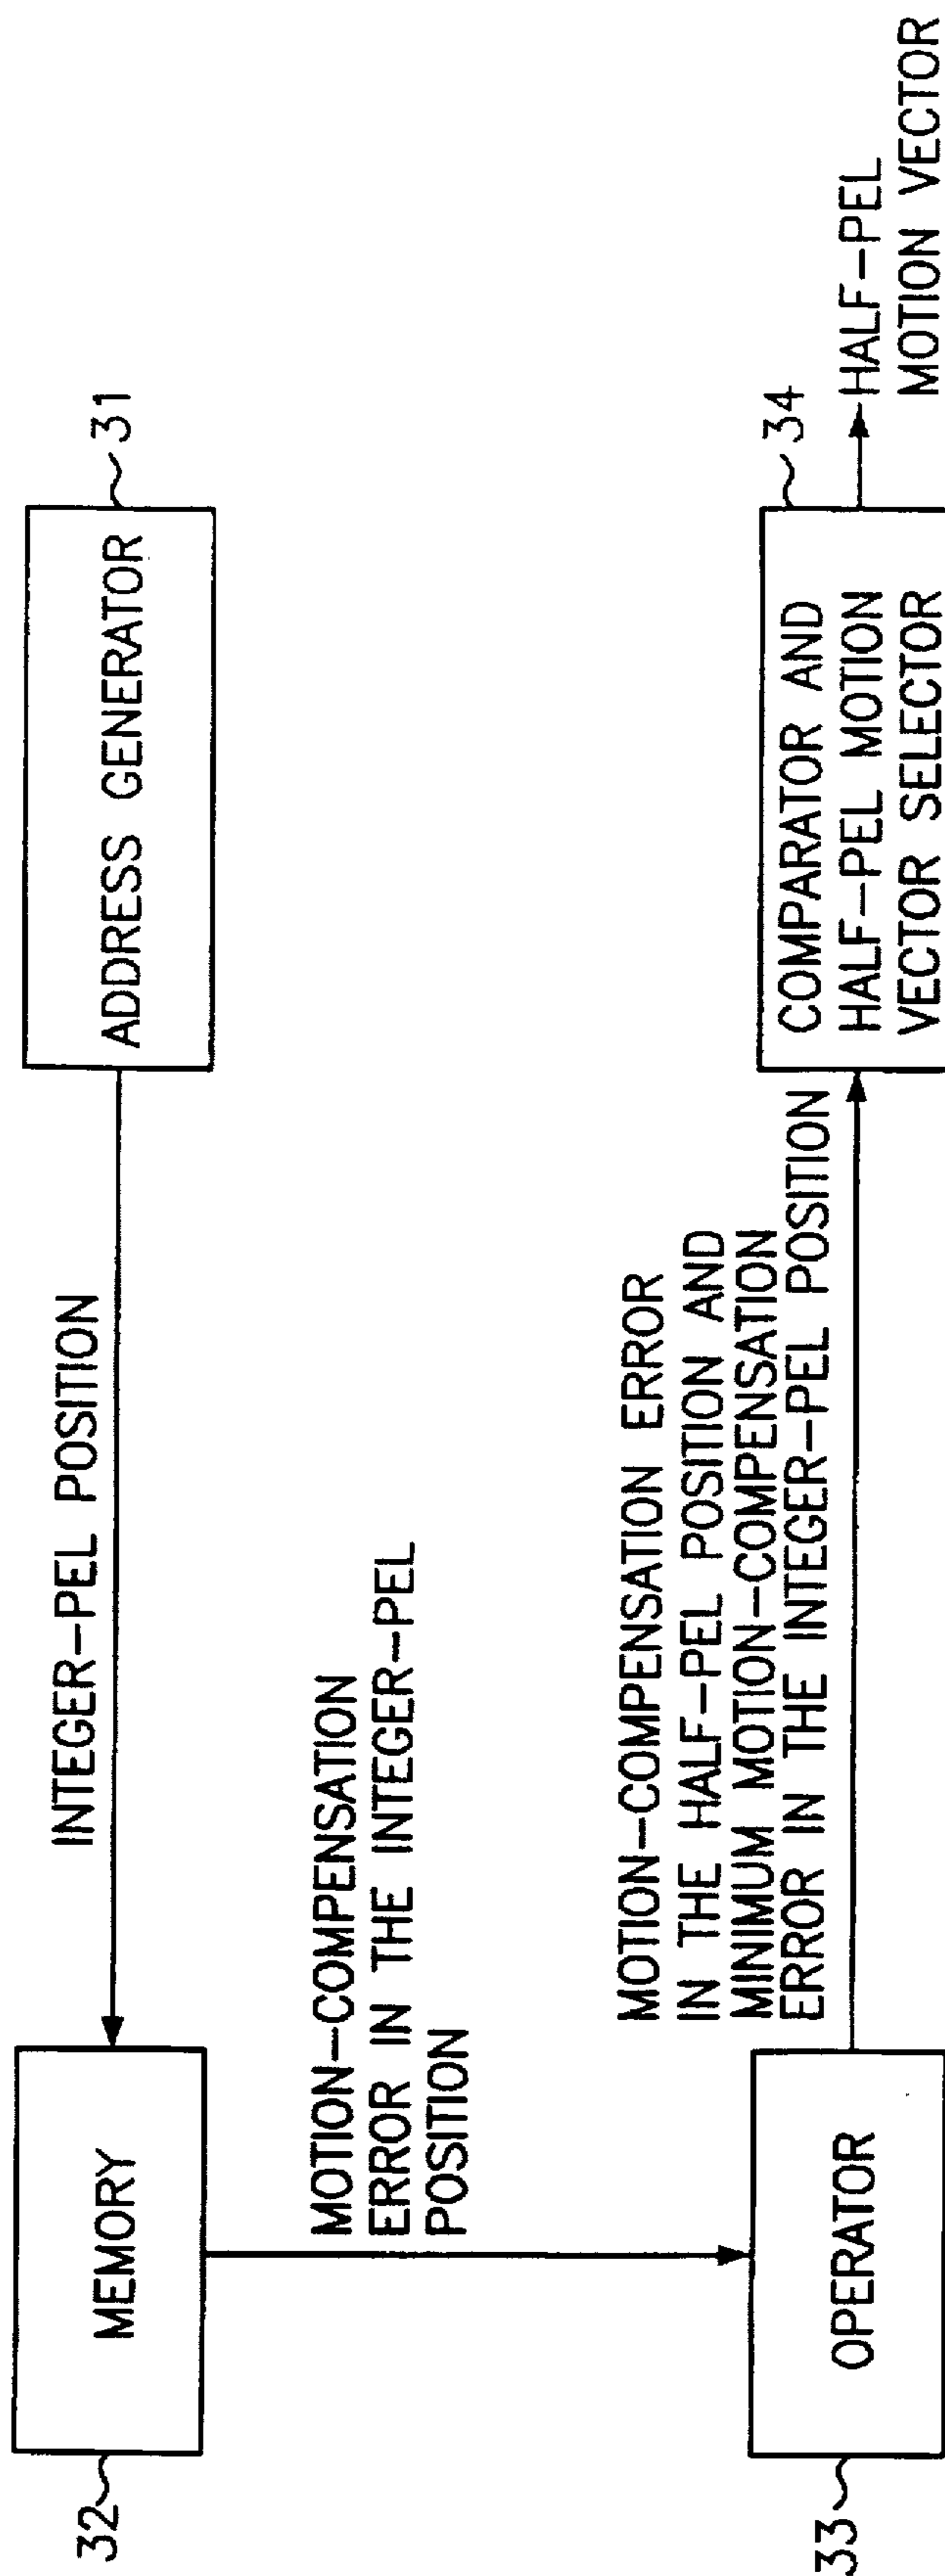 32
MEMORY
INTEGER-PEL POSITION
ADDRESS GENERATOR
31
MOTION-COMPENSATION
ERROR IN THE INTEGER-PEL
POSITION
33
OPERATOR
MOTION-COMPENSATION ERROR
IN THE HALF-PEL POSITION AND
MINIMUM MOTION-COMPENSATION
ERROR IN THE INTEGER-PEL POSITION
COMPARATOR AND
HALF-PEL MOTION
VECTOR SELECTOR
34
HALF-PEL
MOTION VECTOR